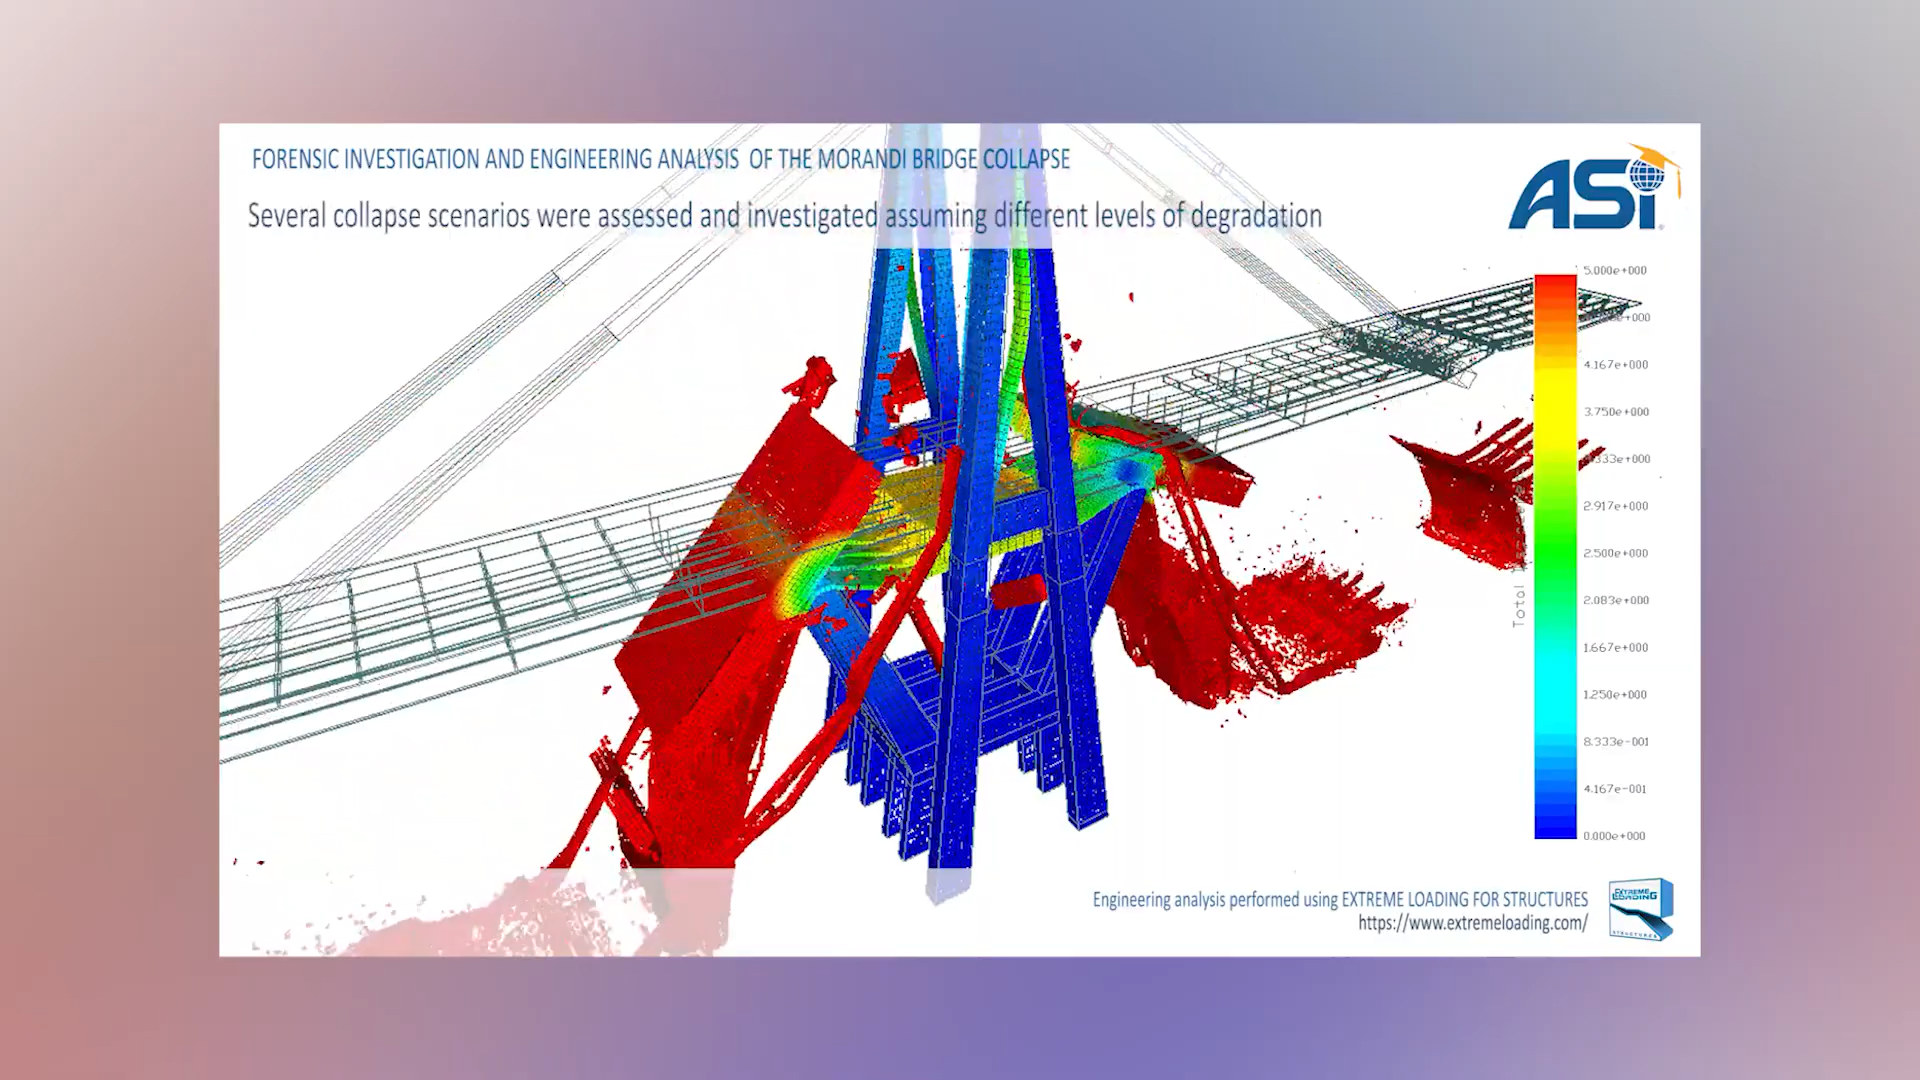 FORENSIC INVESTIGATION AND ENGINEERING ANALYSIS OF THE MORANDI BRIDGE COLLAPSE
Several collapse scenarios were assessed and investigated assuming different levels of degradation
ASI
5.000e+000
4.167e+000
3.750e+000
2.917e+000
2.500e+000
2.083e+000
1.667e+000
1.250e+000
8.333e-001
4.167e-001
0.000e+000
Total
Engineering analysis performed using EXTREME LOADING FOR STRUCTURES
https://www.extremeloading.com/
EXTREME
LOADING
STRUCTURES